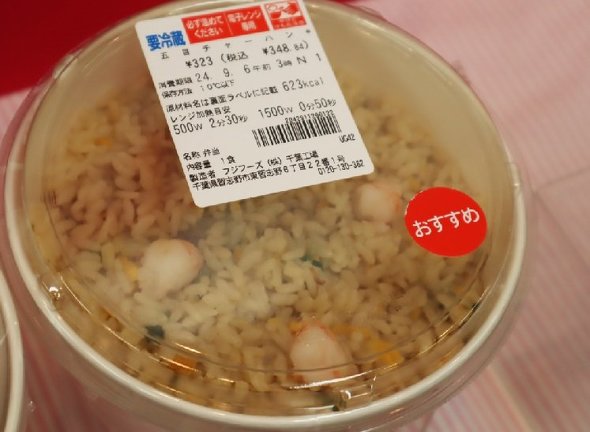 要冷蔵
必ず温めて
ください
電子レンジ
専用
五目チャーハン
¥323 (税込 ¥348.84)
消費期限 24. 9. 6 午前 3時 N 1
保存方法 10℃以下
原材料名は裏面ラベルに記載 623kcal
レンジ加熱目安
500W 2分30秒 1500W 0分50秒
UC42
名称 弁当
内容量 1食
製造者 フジフーズ(株)千葉工場
千葉県習志野市東習志野6丁目22番1号
0120-130-362
おすすめ